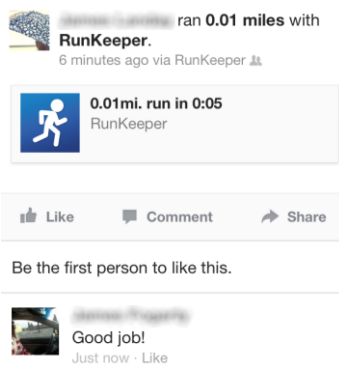 ran 0.01 miles with
RunKeeper.
6 minutes ago via RunKeeper
0.01mi. run in 0:05
RunKeeper
Like Comment Share
Be the first person to like this.
Good job!
Just now · Like